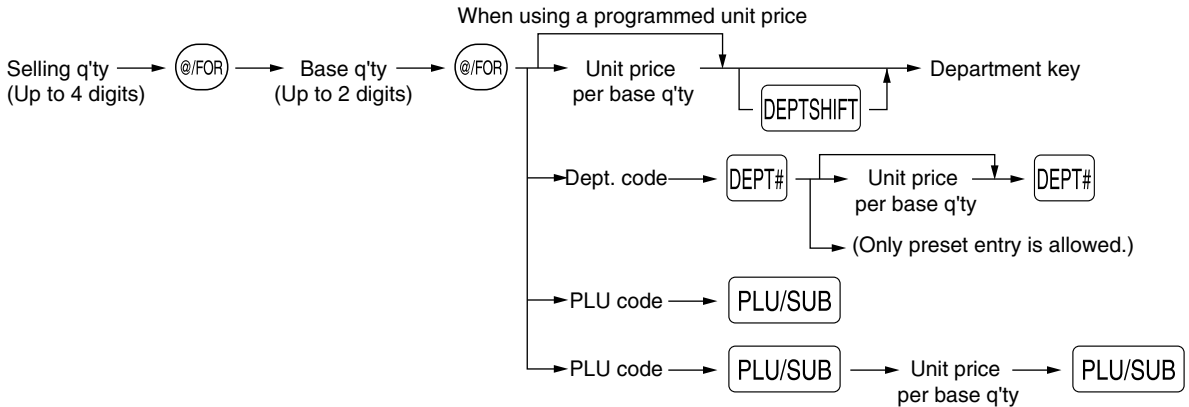 When using a programmed unit price
Selling q'ty
(Up to 4 digits)
@/FOR
Base q'ty
(Up to 2 digits)
@/FOR
Unit price
per base q'ty
DEPTSHIFT
Department key
Dept. code
DEPT#
Unit price
per base q'ty
DEPT#
(Only preset entry is allowed.)
PLU code
PLU/SUB
PLU code
PLU/SUB
Unit price
per base q'ty
PLU/SUB